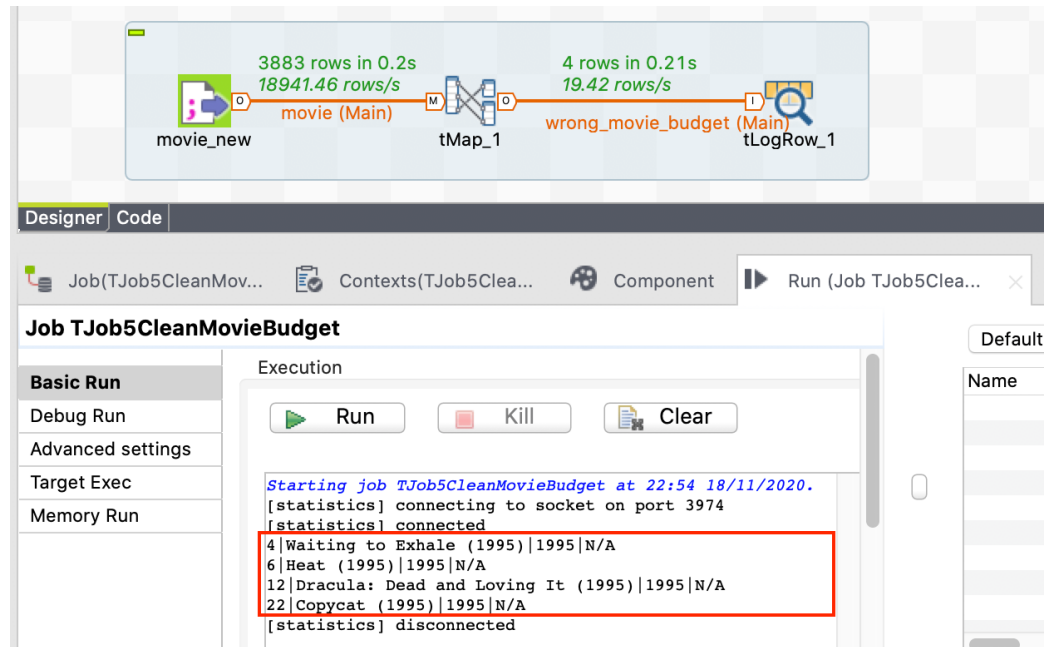 3883 rows in 0.2s
18941.46 rows/s
4 rows in 0.21s
19.42 rows/s
O
M
O
I
movie (Main)
wrong_movie_budget (Main)
movie_new
tMap_1
tLogRow_1
Designer
Code
Job(TJob5CleanMov...
Contexts(TJob5Clea...
Component
Run (Job TJob5Clea...
Job TJob5CleanMovieBudget
Default
Basic Run
Debug Run
Advanced settings
Target Exec
Memory Run
Execution
Name
Run
Kill
Clear
Starting job TJob5CleanMovieBudget at 22:54 18/11/2020.
[statistics] connecting to socket on port 3974
[statistics] connected
4|Waiting to Exhale (1995)|1995|N/A
6|Heat (1995)|1995|N/A
12|Dracula: Dead and Loving It (1995)|1995|N/A
22|Copycat (1995)|1995|N/A
[statistics] disconnected